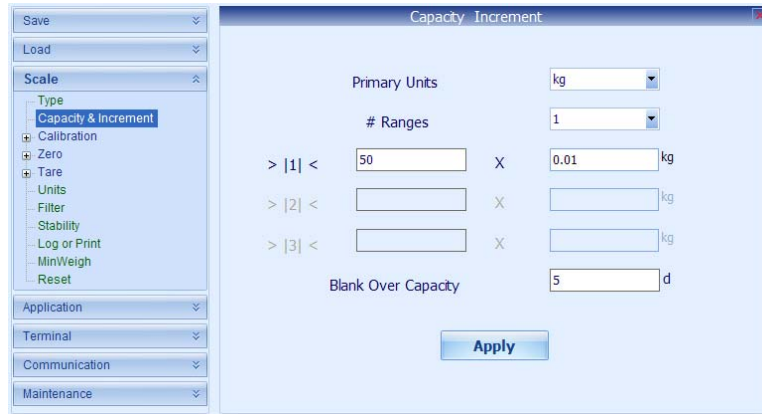 Save
Load
Scale
Type
Capacity & Increment
Calibration
Zero
Tare
Units
Filter
Stability
Log or Print
MinWeigh
Reset
Application
Terminal
Communication
Maintenance
Capacity Increment
Primary Units kg
# Ranges 1
> |1| < 50 X 0.01 kg
> |2| < X kg
> |3| < X kg
Blank Over Capacity 5 d
Apply